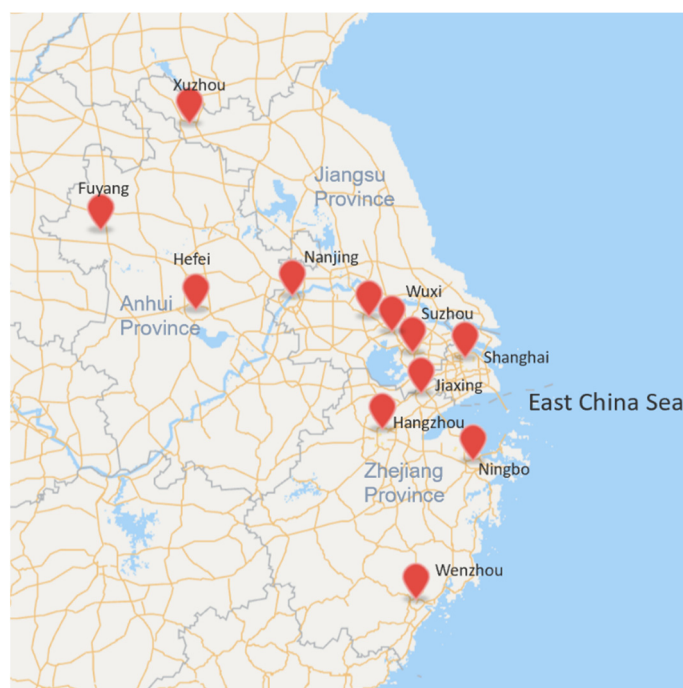 Xuzhou
Jiangsu
Province
Fuyang
Hefei
Nanjing
Anhui
Province
Wuxi
Suzhou
Shanghai
Jiaxing
East China Sea
Hangzhou
Zhejiang
Province
Ningbo
Wenzhou